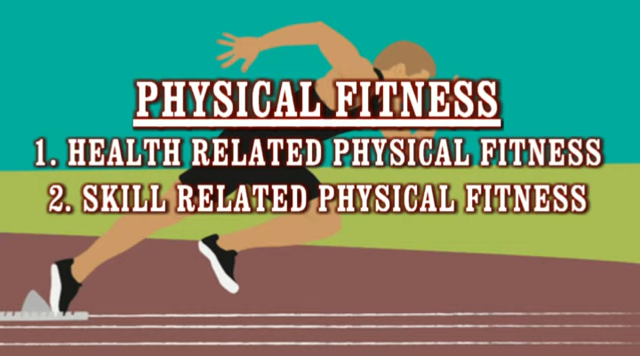 PHYSICAL FITNESS
1. HEALTH RELATED PHYSICAL FITNESS
2. SKILL RELATED PHYSICAL FITNESS